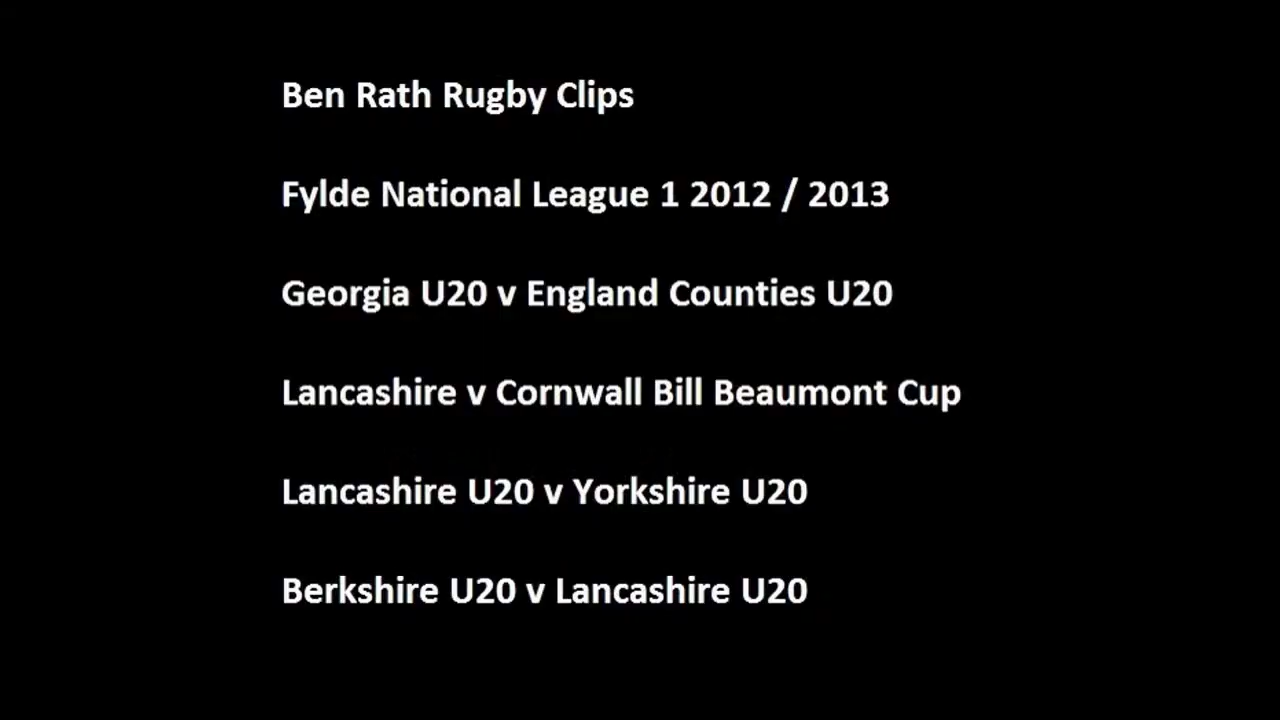 Ben Rath Rugby Clips
Fylde National League 1 2012 / 2013
Georgia U20 v England Counties U20
Lancashire v Cornwall Bill Beaumont Cup
Lancashire U20 v Yorkshire U20
Berkshire U20 v Lancashire U20